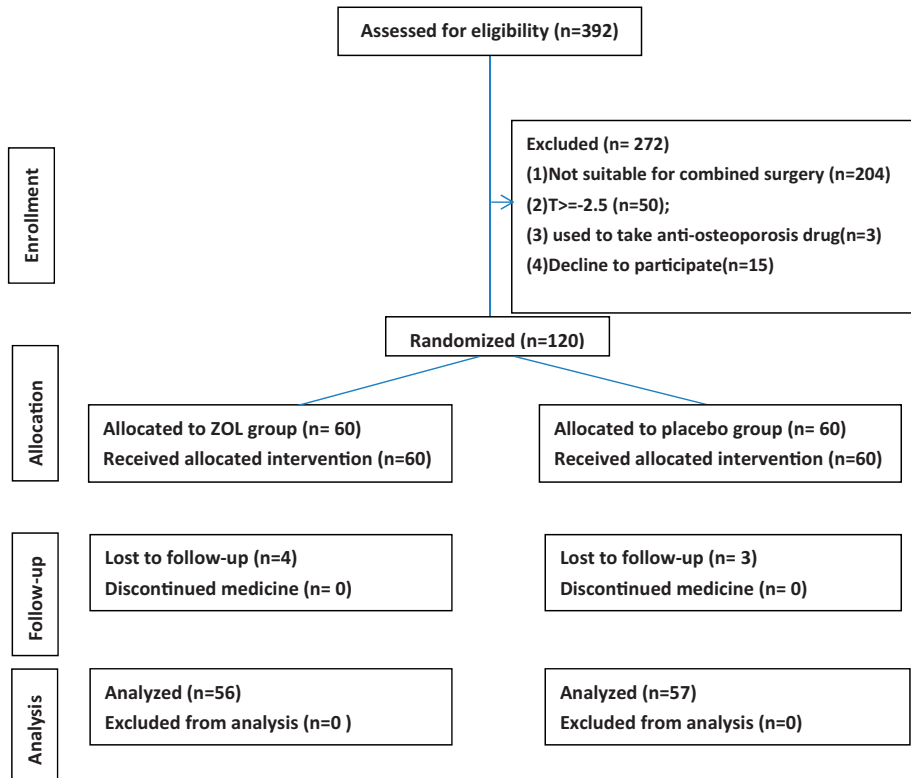 Assessed for eligibility (n=392)
Enrollment
Excluded (n= 272)
(1)Not suitable for combined surgery (n=204)
(2)T>=-2.5 (n=50);
(3) used to take anti-osteoporosis drug(n=3)
(4)Decline to participate(n=15)
Randomized (n=120)
Allocation
Allocated to ZOL group (n= 60)
Received allocated intervention (n=60)
Allocated to placebo group (n= 60)
Received allocated intervention (n=60)
Follow-up
Lost to follow-up (n=4)
Discontinued medicine (n= 0)
Lost to follow-up (n= 3)
Discontinued medicine (n= 0)
Analysis
Analyzed (n=56)
Excluded from analysis (n=0 )
Analyzed (n=57)
Excluded from analysis (n=0)